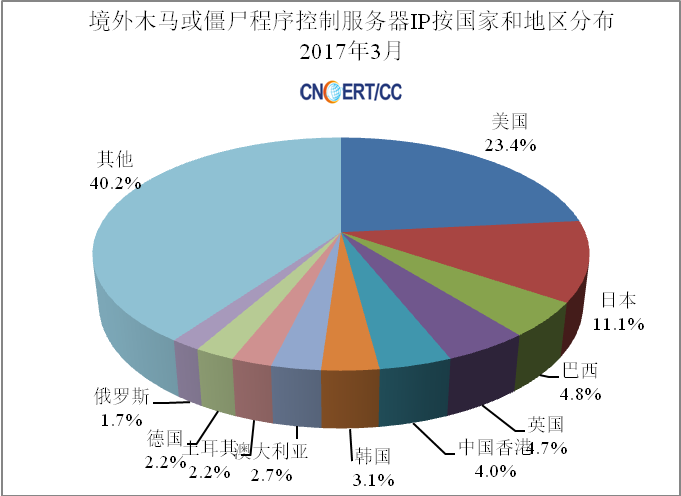 境外木马或僵尸程序控制服务器IP按国家和地区分布
2017年3月
CNCERT/CC
美国
23.4%
日本
11.1%
巴西
4.8%
英国
4.7%
中国香港
4.0%
韩国
3.1%
澳大利亚
2.7%
土耳其
2.2%
德国
2.2%
俄罗斯
1.7%
其他
40.2%